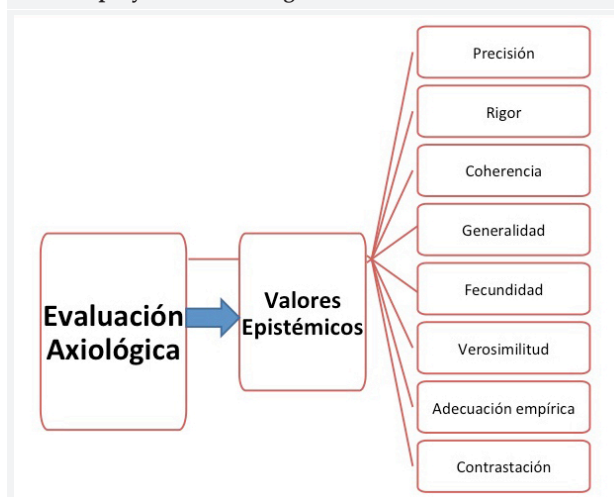 Precisión
Rigor
Coherencia
Generalidad
Fecundidad
Verosimilitud
Adecuación empírica
Contrastación
Evaluación
Axiológica
Valores
Epistémicos